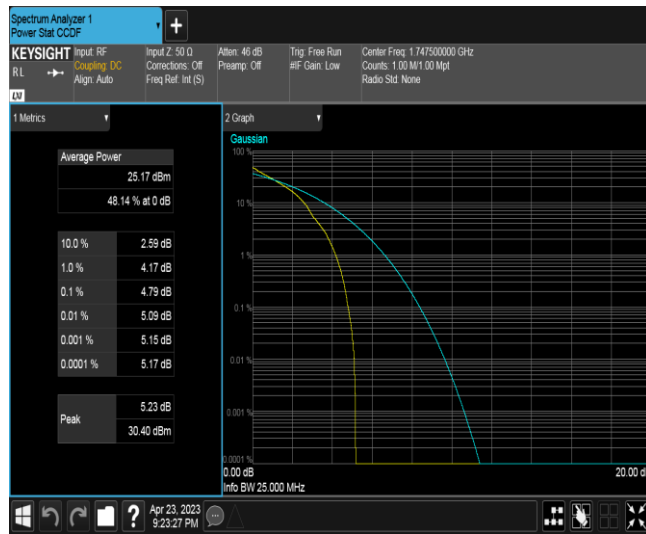 Spectrum Analyzer 1
Power Stat CCDF
KEYSIGHT
RL
LXI
Input: RF
Coupling: DC
Align: Auto
Input Z: 50 Ω
Corrections: Off
Freq Ref: Int (S)
Atten: 46 dB
Preamp: Off
Trig: Free Run
#IF Gain: Low
Center Freq: 1.747500000 GHz
Counts: 1.00 M/1.00 Mpt
Radio Std: None
1 Metrics
Average Power
25.17 dBm
48.14 % at 0 dB
10.0 % 2.59 dB
1.0 % 4.17 dB
0.1 % 4.79 dB
0.01 % 5.09 dB
0.001 % 5.15 dB
0.0001 % 5.17 dB
Peak
5.23 dB
30.40 dBm
2 Graph
Gaussian
100 %
10 %
1 %
0.1 %
0.01 %
0.001 %
0.0001 %
0.00 dB
20.00 d
Info BW 25.000 MHz
?
Apr 23, 2023
9:23:27 PM